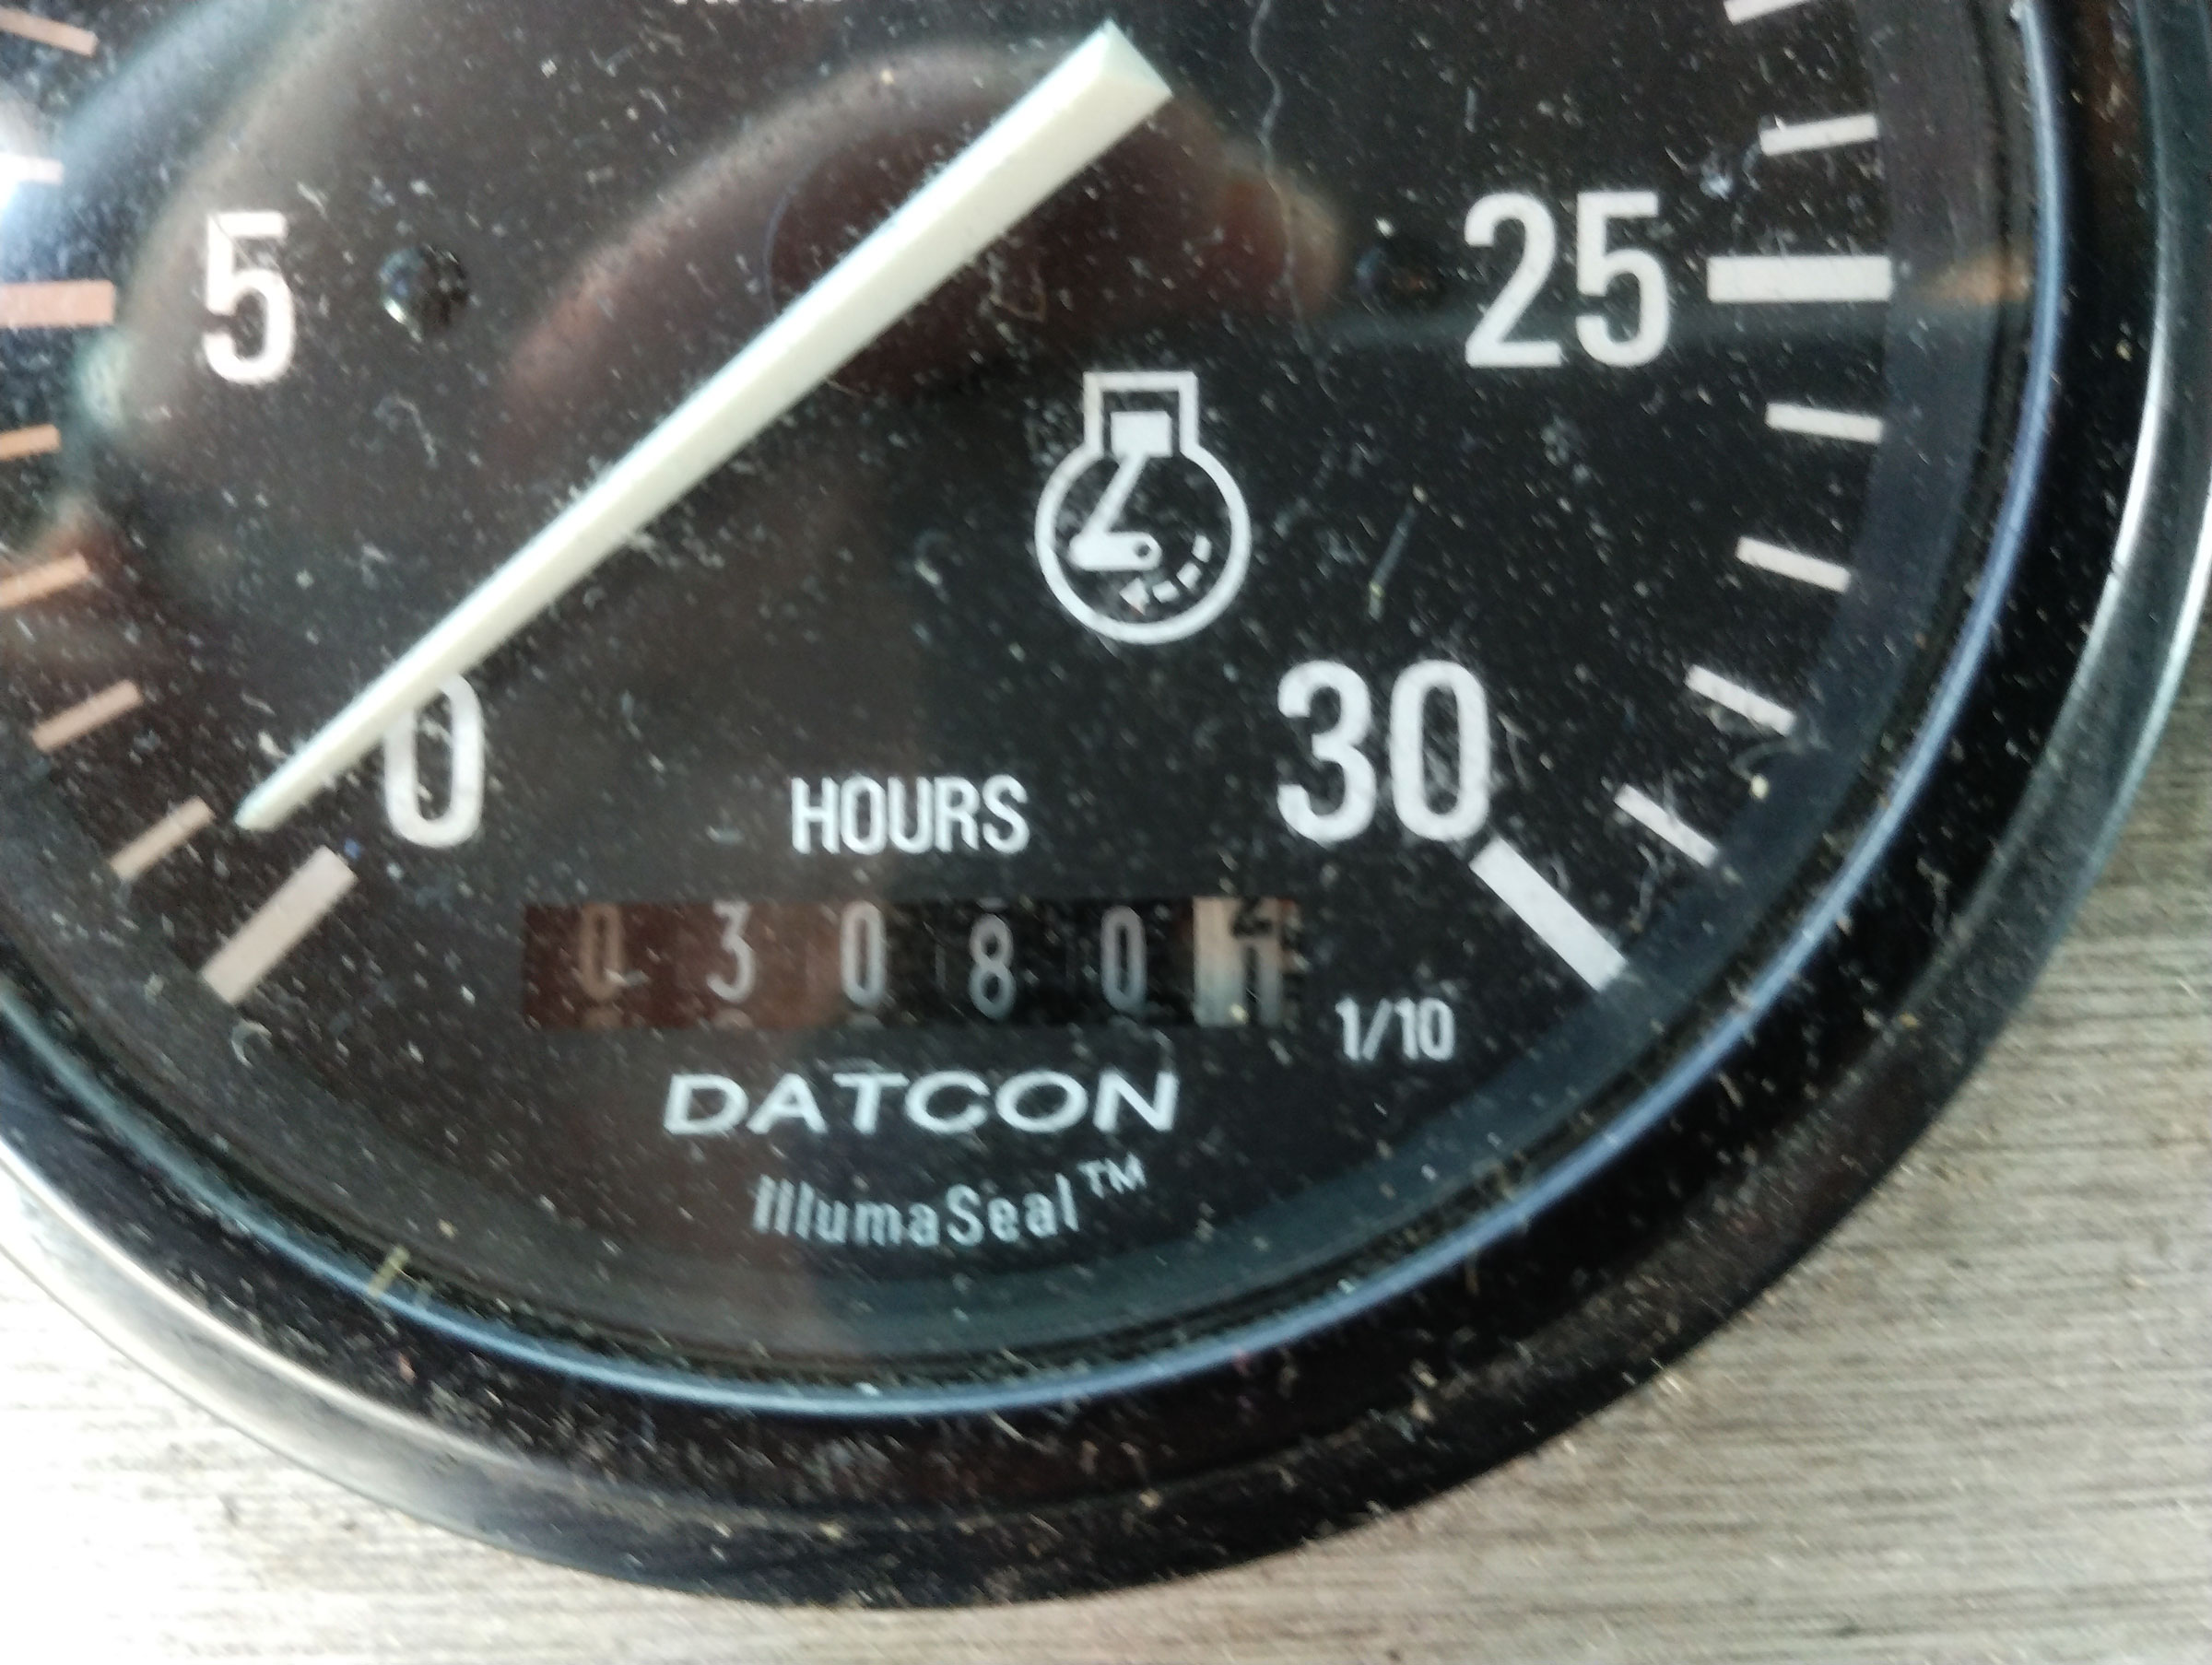 5
25
0
30
HOURS
0 3 0 8 0
1/10
DATCON
IllumaSeal™